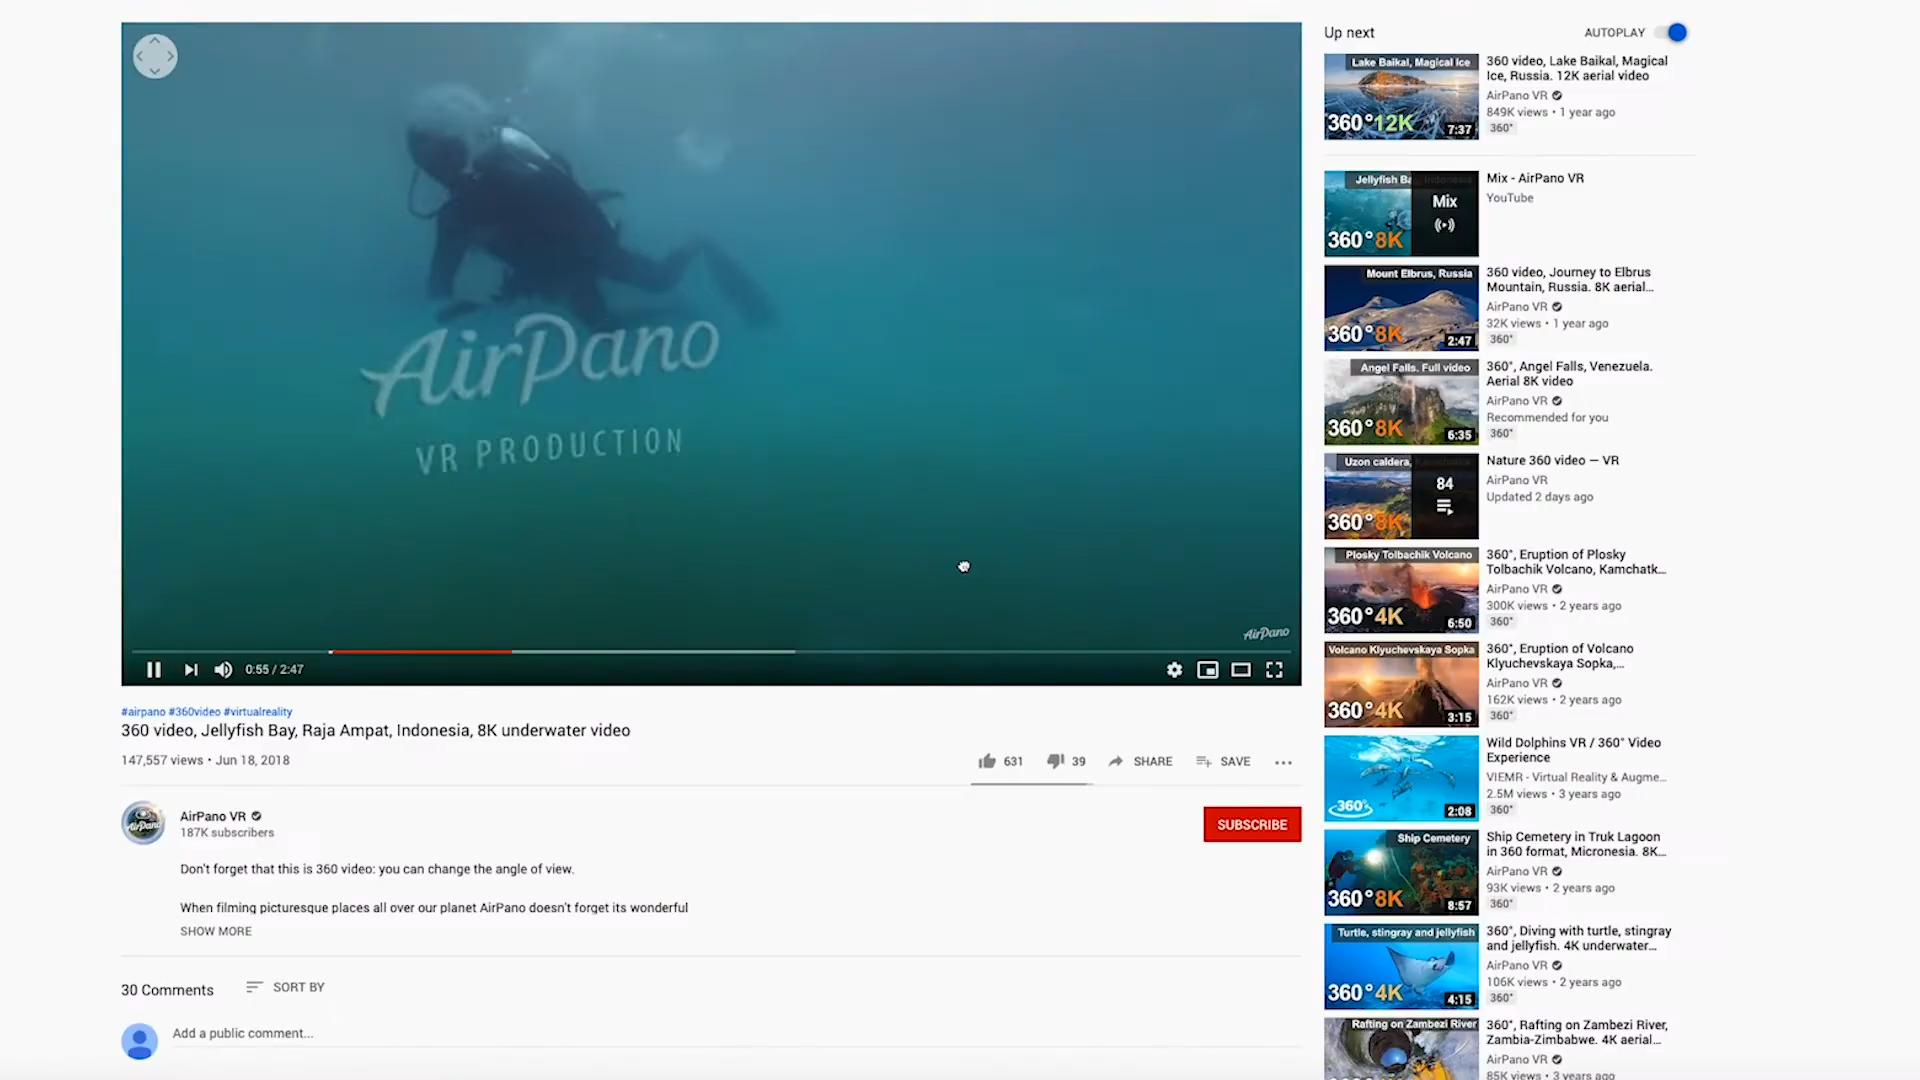 AirPano
VR PRODUCTION
AirPano
0:55 / 2:47
#airpano #360video #virtualreality
360 video, Jellyfish Bay, Raja Ampat, Indonesia, 8K underwater video
147,557 views • Jun 18, 2018
631
39
SHARE
SAVE
AirPano
AirPano VR
187K subscribers
SUBSCRIBE
Don't forget that this is 360 video: you can change the angle of view.
When filming picturesque places all over our planet AirPano doesn't forget its wonderful
SHOW MORE
30 Comments
SORT BY
Add a public comment...
Up next
AUTOPLAY
Lake Baikal, Magical Ice
360°12K
7:37
360 video, Lake Baikal, Magical
Ice, Russia. 12K aerial video
AirPano VR
849K views • 1 year ago
360°
Jellyfish Ba
Mix
360°8K
Mix - AirPano VR
YouTube
Mount Elbrus, Russia
360°8K
2:47
360 video, Journey to Elbrus
Mountain, Russia. 8K aerial...
AirPano VR
32K views • 1 year ago
360°
Angel Falls. Full video
360°8K
6:35
360°, Angel Falls, Venezuela.
Aerial 8K video
AirPano VR
Recommended for you
360°
Uzon caldera,
84
360°8K
Nature 360 video — VR
AirPano VR
Updated 2 days ago
Plosky Tolbachik Volcano
360°4K
6:50
360°, Eruption of Plosky
Tolbachik Volcano, Kamchatk...
AirPano VR
300K views • 2 years ago
360°
Volcano Klyuchevskaya Sopka
360°4K
3:15
360°, Eruption of Volcano
Klyuchevskaya Sopka,...
AirPano VR
162K views • 2 years ago
360°
360°
2:08
Wild Dolphins VR / 360° Video
Experience
VIEMR - Virtual Reality & Augme...
2.5M views • 3 years ago
360°
Ship Cemetery
360°8K
8:57
Ship Cemetery in Truk Lagoon
in 360 format, Micronesia. 8K...
AirPano VR
93K views • 2 years ago
360°
Turtle, stingray and jellyfish
360°4K
4:15
360°, Diving with turtle, stingray
and jellyfish. 4K underwater...
AirPano VR
106K views • 2 years ago
360°
Rafting on Zambezi River
360°, Rafting on Zambezi River,
Zambia-Zimbabwe. 4K aerial...
AirPano VR
85K views • 3 years ago